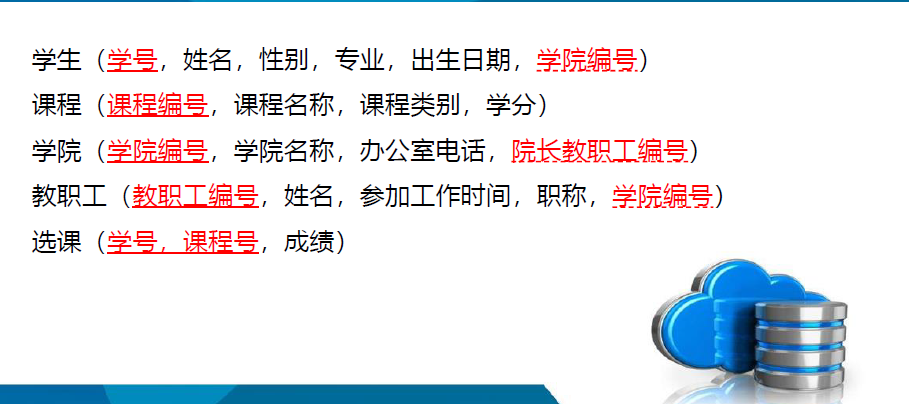 学生（学号，姓名，性别，专业，出生日期，学院编号）
课程（课程编号，课程名称，课程类别，学分）
学院（学院编号，学院名称，办公室电话，院长教职工编号）
教职工（教职工编号，姓名，参加工作时间，职称，学院编号）
选课（学号，课程号，成绩）